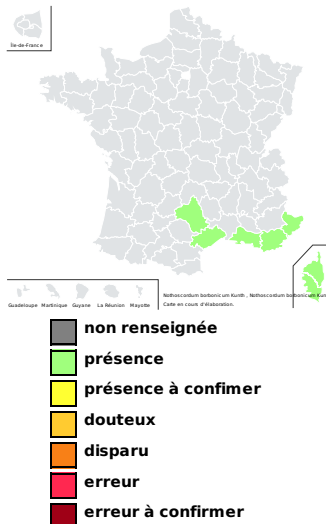 Île-de-France
Guadeloupe Martinique Guyane La Réunion Mayotte
Nothoscordum borbonicum Kunth , Nothoscordum borbonicum Kun
Carte en cours d'élaboration.
non renseignée
présence
présence à confimer
douteux
disparu
erreur
erreur à confirmer